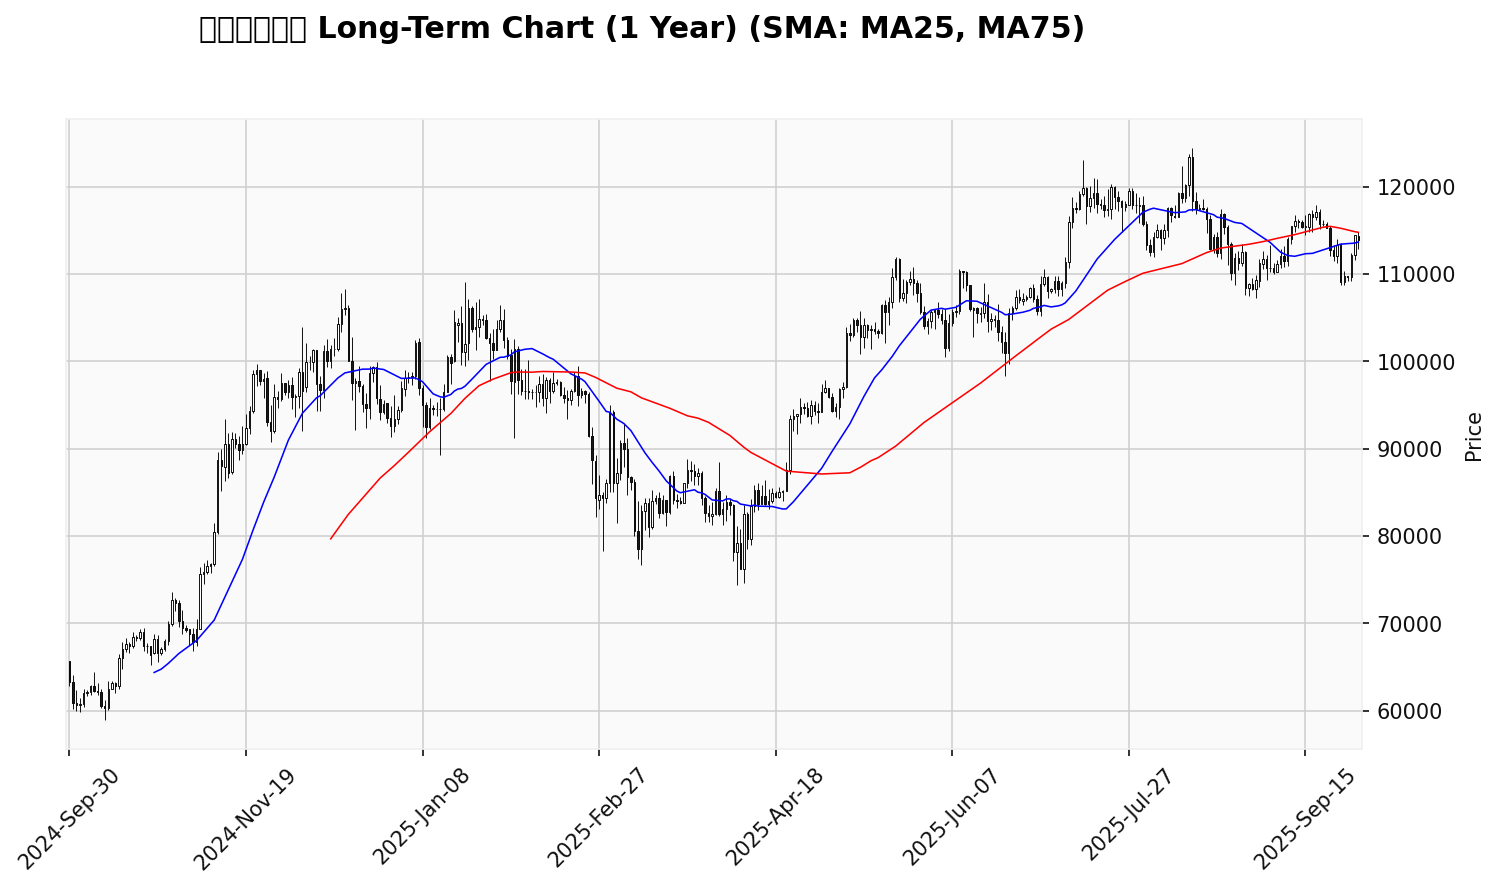 Long-Term Chart (1 Year) (SMA: MA25, MA75)
120000
110000
100000
90000
80000
70000
60000
Price
2024-Sep-30
2024-Nov-19
2025-Jan-08
2025-Feb-27
2025-Apr-18
2025-Jun-07
2025-Jul-27
2025-Sep-15